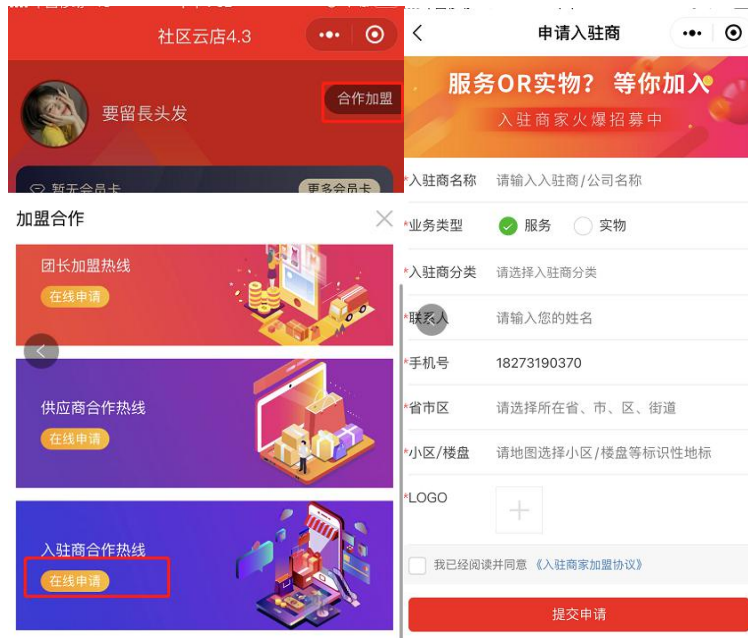 社区云店4.3
合作加盟
要留長头发
暂无会员卡
更多会员卡
加盟合作
团长加盟热线
在线申请
供应商合作热线
在线申请
入驻商合作热线
在线申请
申请入驻商
服务OR实物？ 等你加入
入驻商家火爆招募中
*入驻商名称 请输入入驻商/公司名称
*业务类型 服务 实物
*入驻商分类 请选择入驻商分类
*联系人 请输入您的姓名
*手机号 18273190370
*省市区 请选择所在省、市、区、街道
*小区/楼盘 请地图选择小区/楼盘等标识性地标
*LOGO
我已经阅读并同意 《入驻商家加盟协议》
提交申请